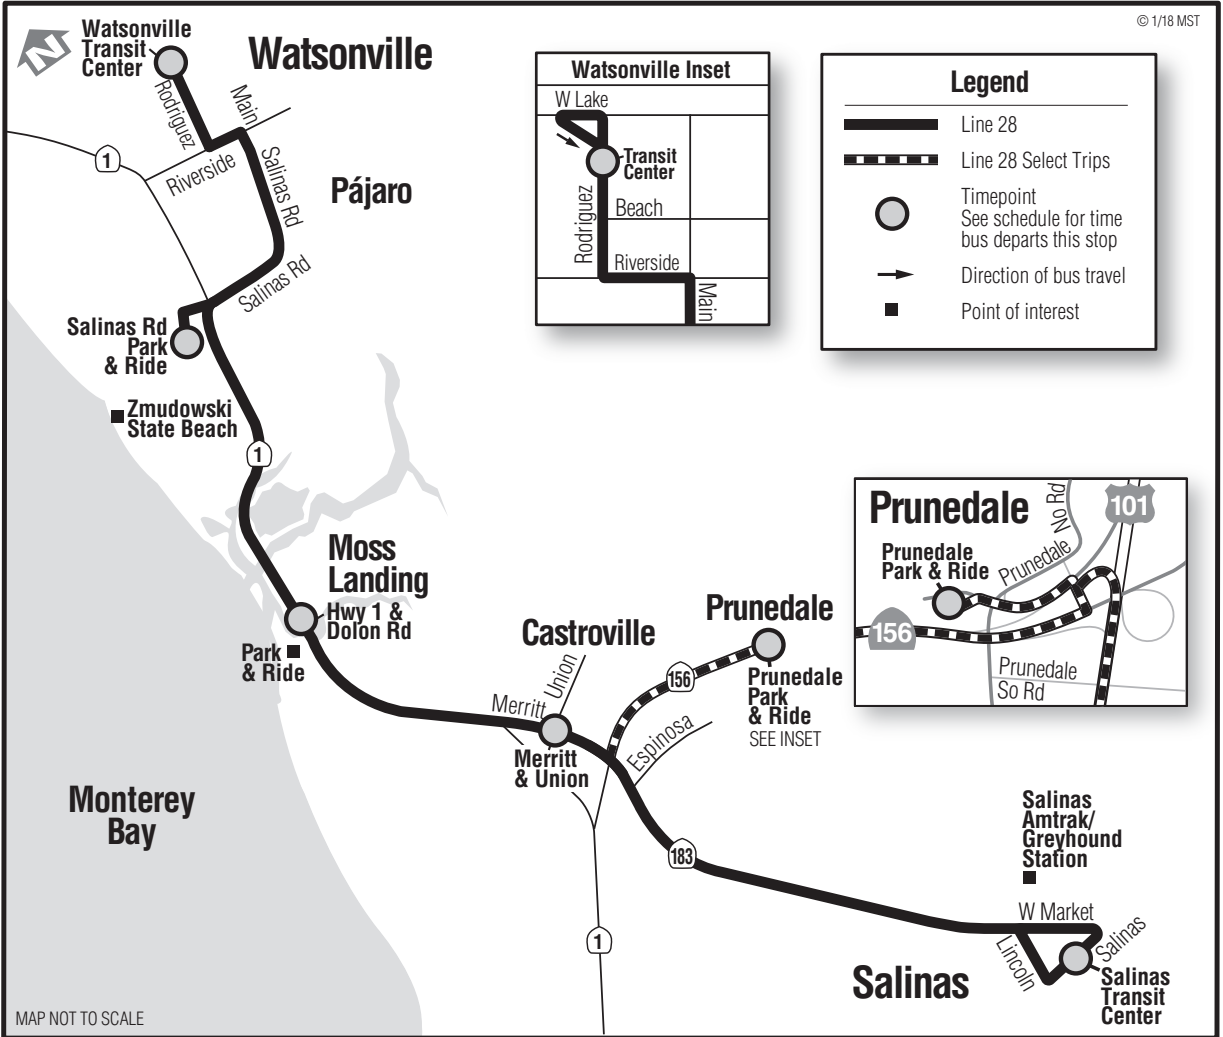 © 1/18 MST
N
Watsonville
Transit
Center
Watsonville
Rodriguez
Main
1
Riverside
Salinas Rd
Pájaro
Salinas Rd
Salinas Rd
Park
& Ride
Zmudowski
State Beach
1
Moss
Landing
Hwy 1 &
Dolon Rd
Park
& Ride
Castroville
Union
Merritt
Merritt
& Union
156
Prunedale
Prunedale
Park
& Ride
SEE INSET
Espinosa
183
1
Monterey
Bay
Salinas
Amtrak/
Greyhound
Station
W Market
Lincoln
Salinas
Salinas
Salinas
Transit
Center
MAP NOT TO SCALE
Watsonville Inset
W Lake
Transit
Center
Rodriguez
Beach
Riverside
Main
Legend
Line 28
Line 28 Select Trips
Timepoint
See schedule for time
bus departs this stop
Direction of bus travel
Point of interest
Prunedale
Prunedale No Rd
101
Prunedale
Park & Ride
156
Prunedale
So Rd